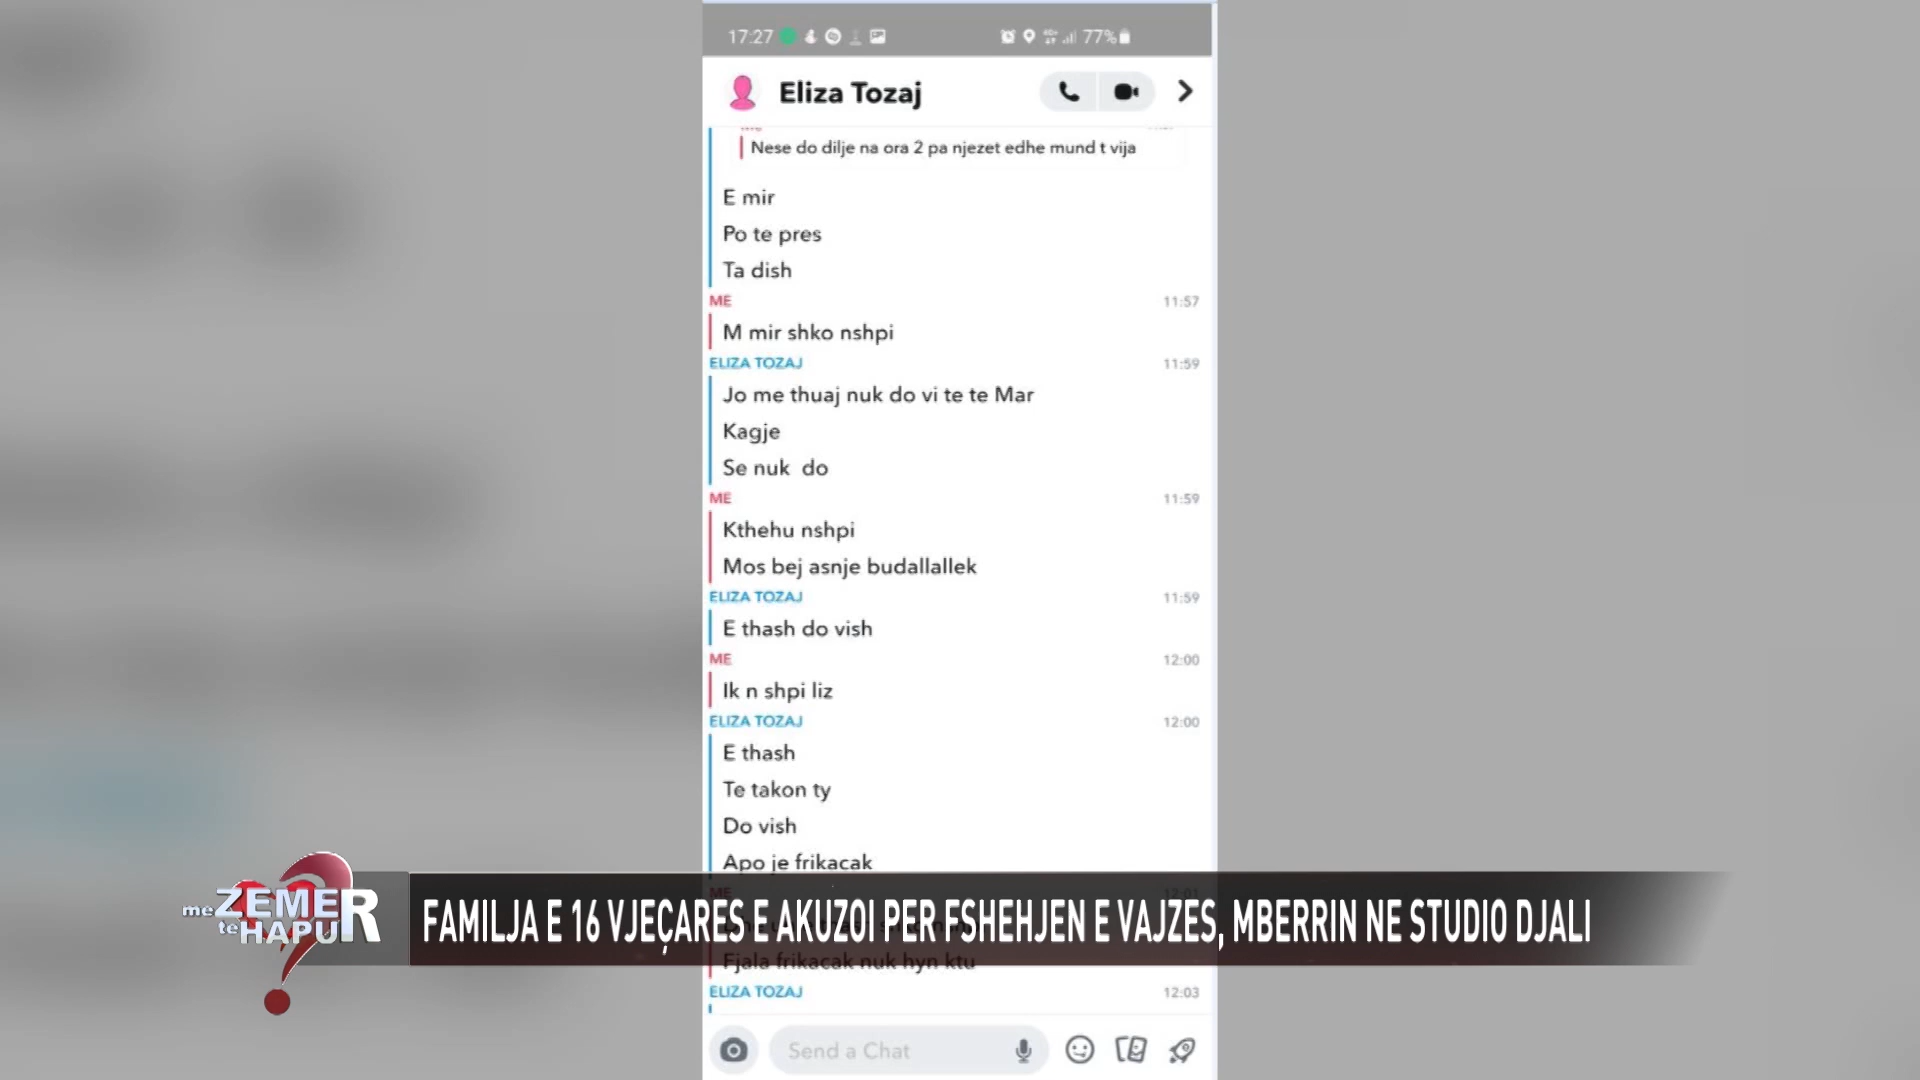 17:27 77%
Eliza Tozaj
Nese do dilje na ora 2 pa njezet edhe mund t vija
E mir
Po te pres
Ta dish
ME 11:57
M mir shko nshpi
ELIZA TOZAJ 11:59
Jo me thuaj nuk do vi te te Mar
Kagje
Se nuk do
ME 11:59
Kthehu nshpi
Mos bej asnje budallallek
ELIZA TOZAJ 11:59
E thash do vish
ME 12:00
Ik n shpi liz
ELIZA TOZAJ 12:00
E thash
Te takon ty
Do vish
Apo je frikacak
ME 12:01
me ZEMER te HAPUR
FAMILJA E 16 VJEÇARES E AKUZOI PER FSHEHJEN E VAJZES, MBERRIN NE STUDIO DJALI
Fjala frikacak nuk hyn ktu
ELIZA TOZAJ 12:03
Send a Chat